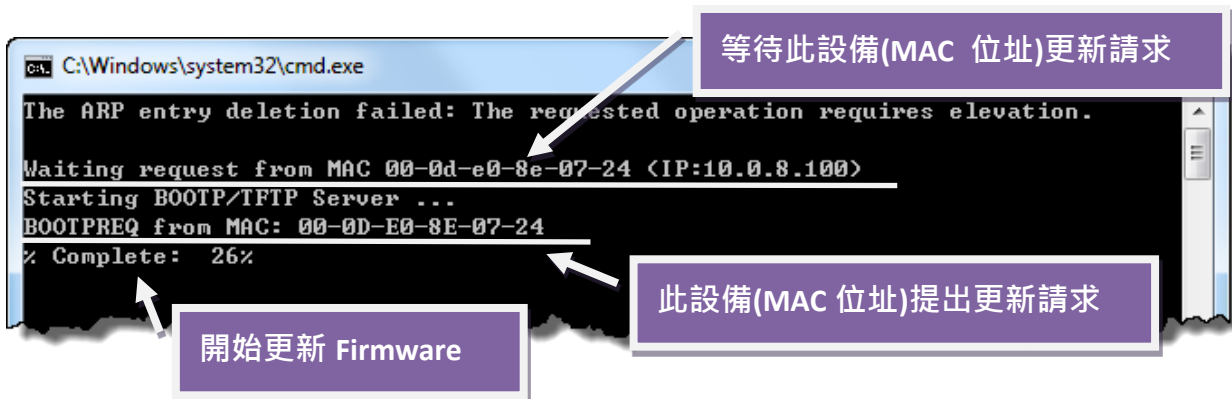 等待此設備(MAC 位址)更新請求
C:\Windows\system32\cmd.exe
The ARP entry deletion failed: The requested operation requires elevation.
Waiting request from MAC 00-0d-e0-8e-07-24 (IP:10.0.8.100)
Starting BOOTP/TFTP Server ...
BOOTPREQ from MAC: 00-0D-E0-8E-07-24
% Complete: 26%
此設備(MAC 位址)提出更新請求
開始更新 Firmware